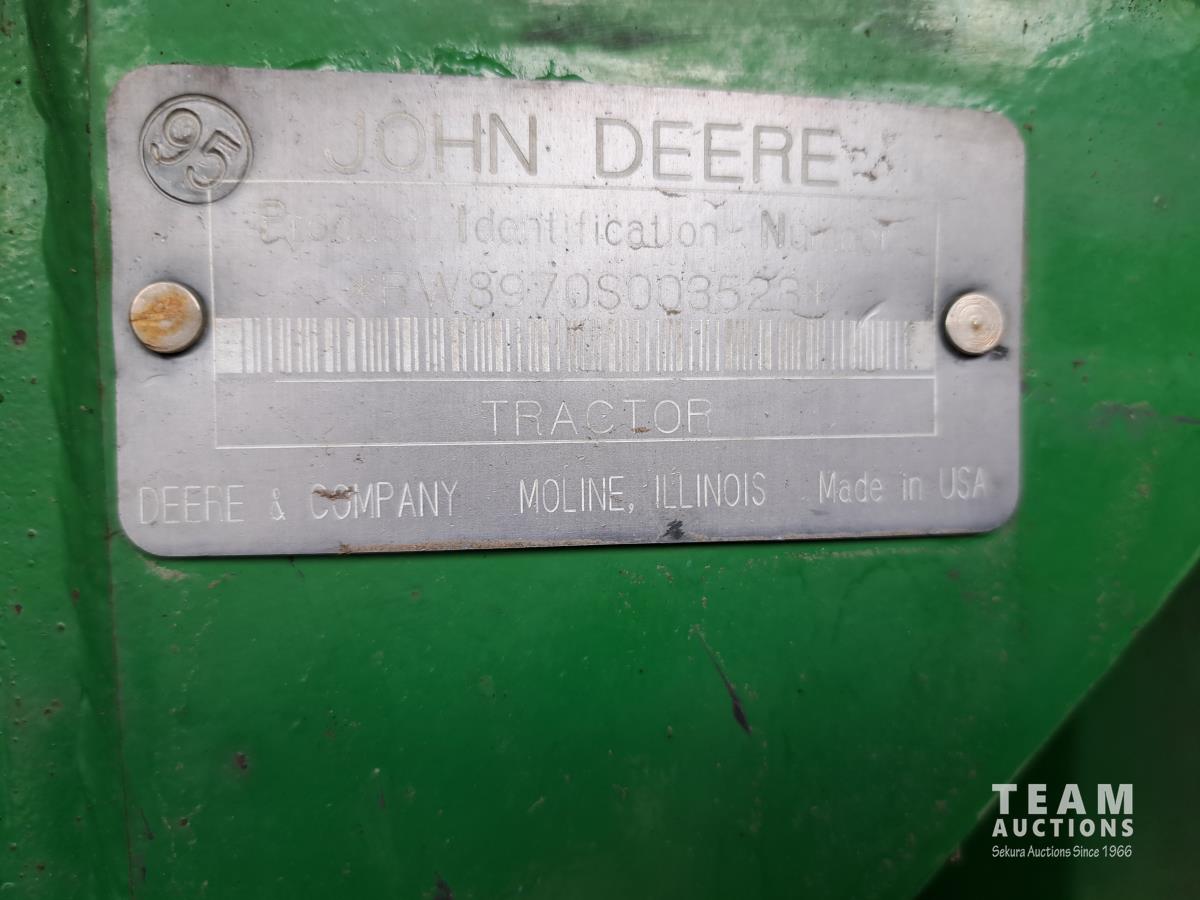 95
JOHN DEERE
Product Identification Number
*RW8970S003523*
TRACTOR
DEERE & COMPANY MOLINE, ILLINOIS Made in USA
TEAM
AUCTIONS
Sekura Auctions Since 1966